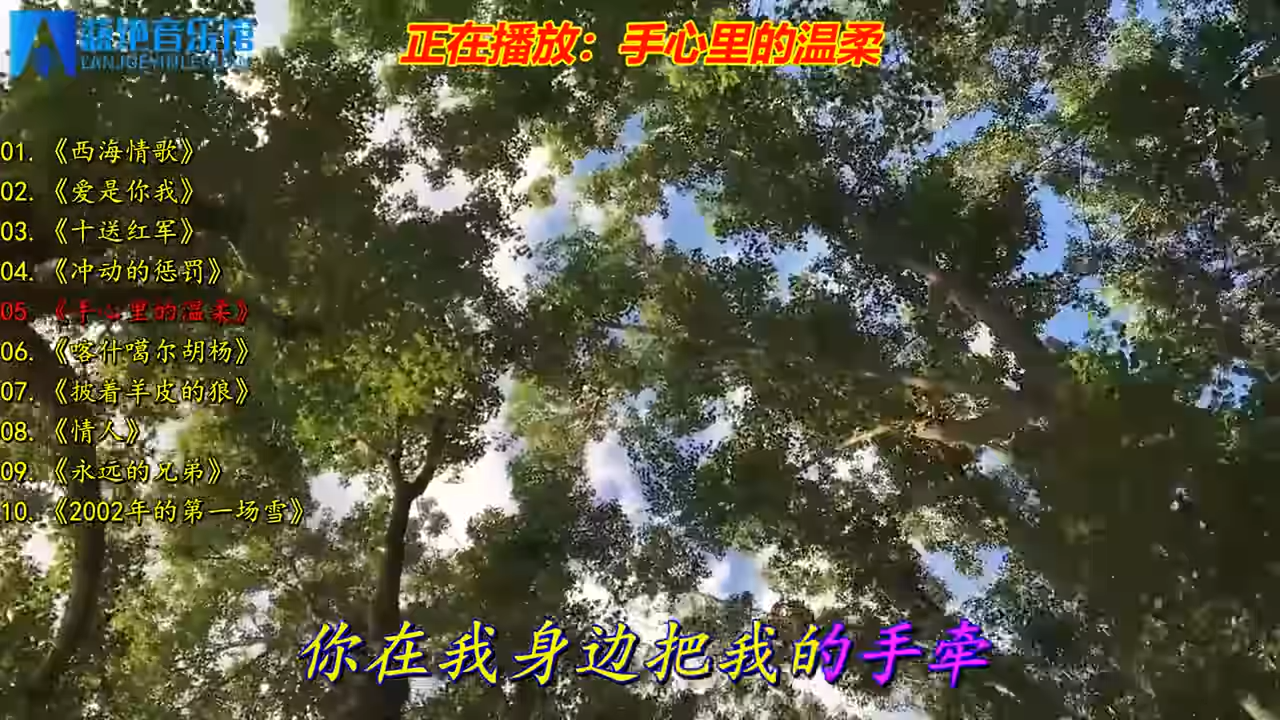 蓝绝音乐馆
LANJUEYINLEGUAN
正在播放：手心里的温柔
01.《西海情歌》
02.《爱是你我》
03.《十送红军》
04.《冲动的惩罚》
05.《手心里的温柔》
06.《喀什噶尔胡杨》
07.《披着羊皮的狼》
08.《情人》
09.《永远的兄弟》
10.《2002年的第一场雪》
你在我身边把我的手牵